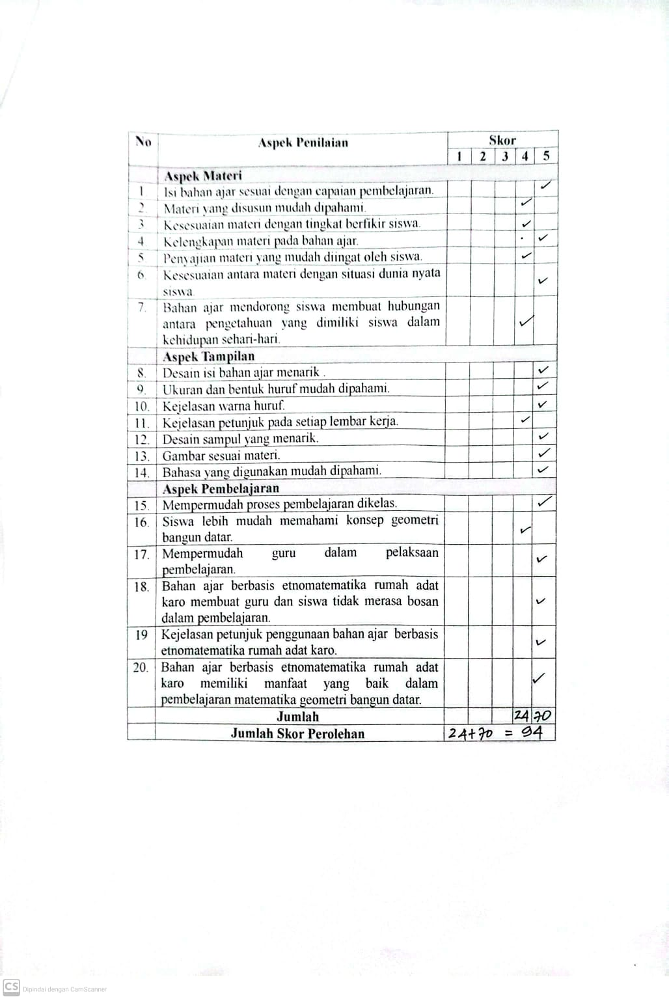 No Aspek Penilaian Skor
1 2 3 4 5
Aspek Materi
1 Isi bahan ajar sesuai dengan capaian pembelajaran. ✓
2. Materi yang disusun mudah dipahami. ✓
3 Kesesuaian materi dengan tingkat berfikir siswa. ✓
4 Kelengkapan materi pada bahan ajar. ✓
5 Penyajian materi yang mudah diingat oleh siswa. ✓
6. Kesesuaian antara materi dengan situasi dunia nyata
siswa. ✓
7. Bahan ajar mendorong siswa membuat hubungan
antara pengetahuan yang dimiliki siswa dalam ✓
kehidupan sehari-hari.
Aspek Tampilan
8. Desain isi bahan ajar menarik . ✓
9. Ukuran dan bentuk huruf mudah dipahami. ✓
10. Kejelasan warna huruf. ✓
11. Kejelasan petunjuk pada setiap lembar kerja. ✓
12. Desain sampul yang menarik. ✓
13. Gambar sesuai materi. ✓
14. Bahasa yang digunakan mudah dipahami. ✓
Aspek Pembelajaran
15. Mempermudah proses pembelajaran dikelas. ✓
16. Siswa lebih mudah memahami konsep geometri
bangun datar. ✓
17. Mempermudah guru dalam pelaksaan
pembelajaran. ✓
18. Bahan ajar berbasis etnomatematika rumah adat
karo membuat guru dan siswa tidak merasa bosan ✓
dalam pembelajaran.
19 Kejelasan petunjuk penggunaan bahan ajar berbasis
etnomatematika rumah adat karo. ✓
20. Bahan ajar berbasis etnomatematika rumah adat
karo memiliki manfaat yang baik dalam ✓
pembelajaran matematika geometri bangun datar.
Jumlah 24 70
Jumlah Skor Perolehan 24+70 = 94
CS Dipindai dengan CamScanner